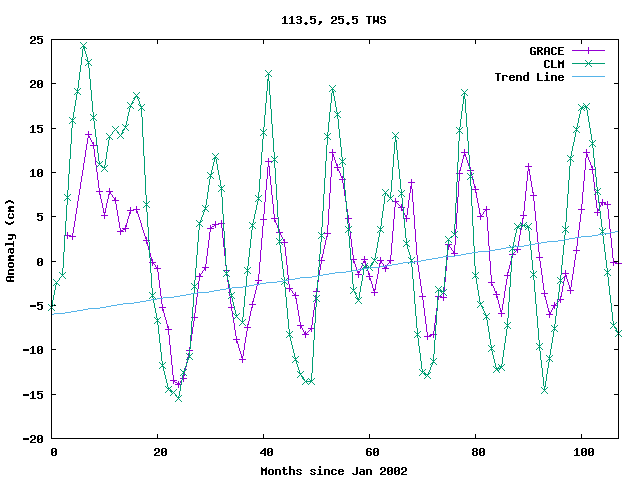 113.5, 25.5 TWS
GRACE
CLM
Trend Line
25
20
15
10
5
0
-5
-10
-15
-20
Anomaly (cm)
0 20 40 60 80 100
Months since Jan 2002